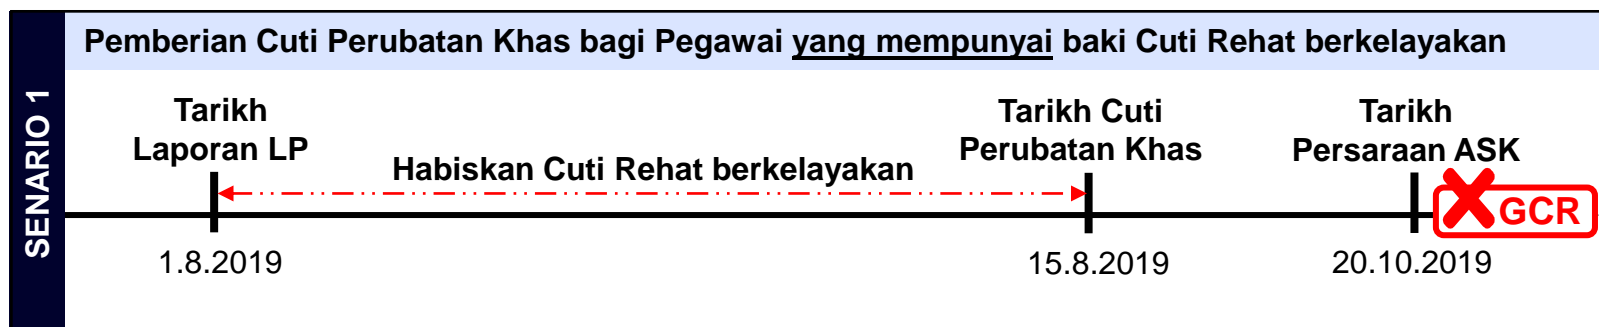 SENARIO 1
Pemberian Cuti Perubatan Khas bagi Pegawai yang mempunyai baki Cuti Rehat berkelayakan
Tarikh
Laporan LP
Habiskan Cuti Rehat berkelayakan
Tarikh Cuti
Perubatan Khas
Tarikh
Persaraan ASK
GCR
1.8.2019
15.8.2019
20.10.2019